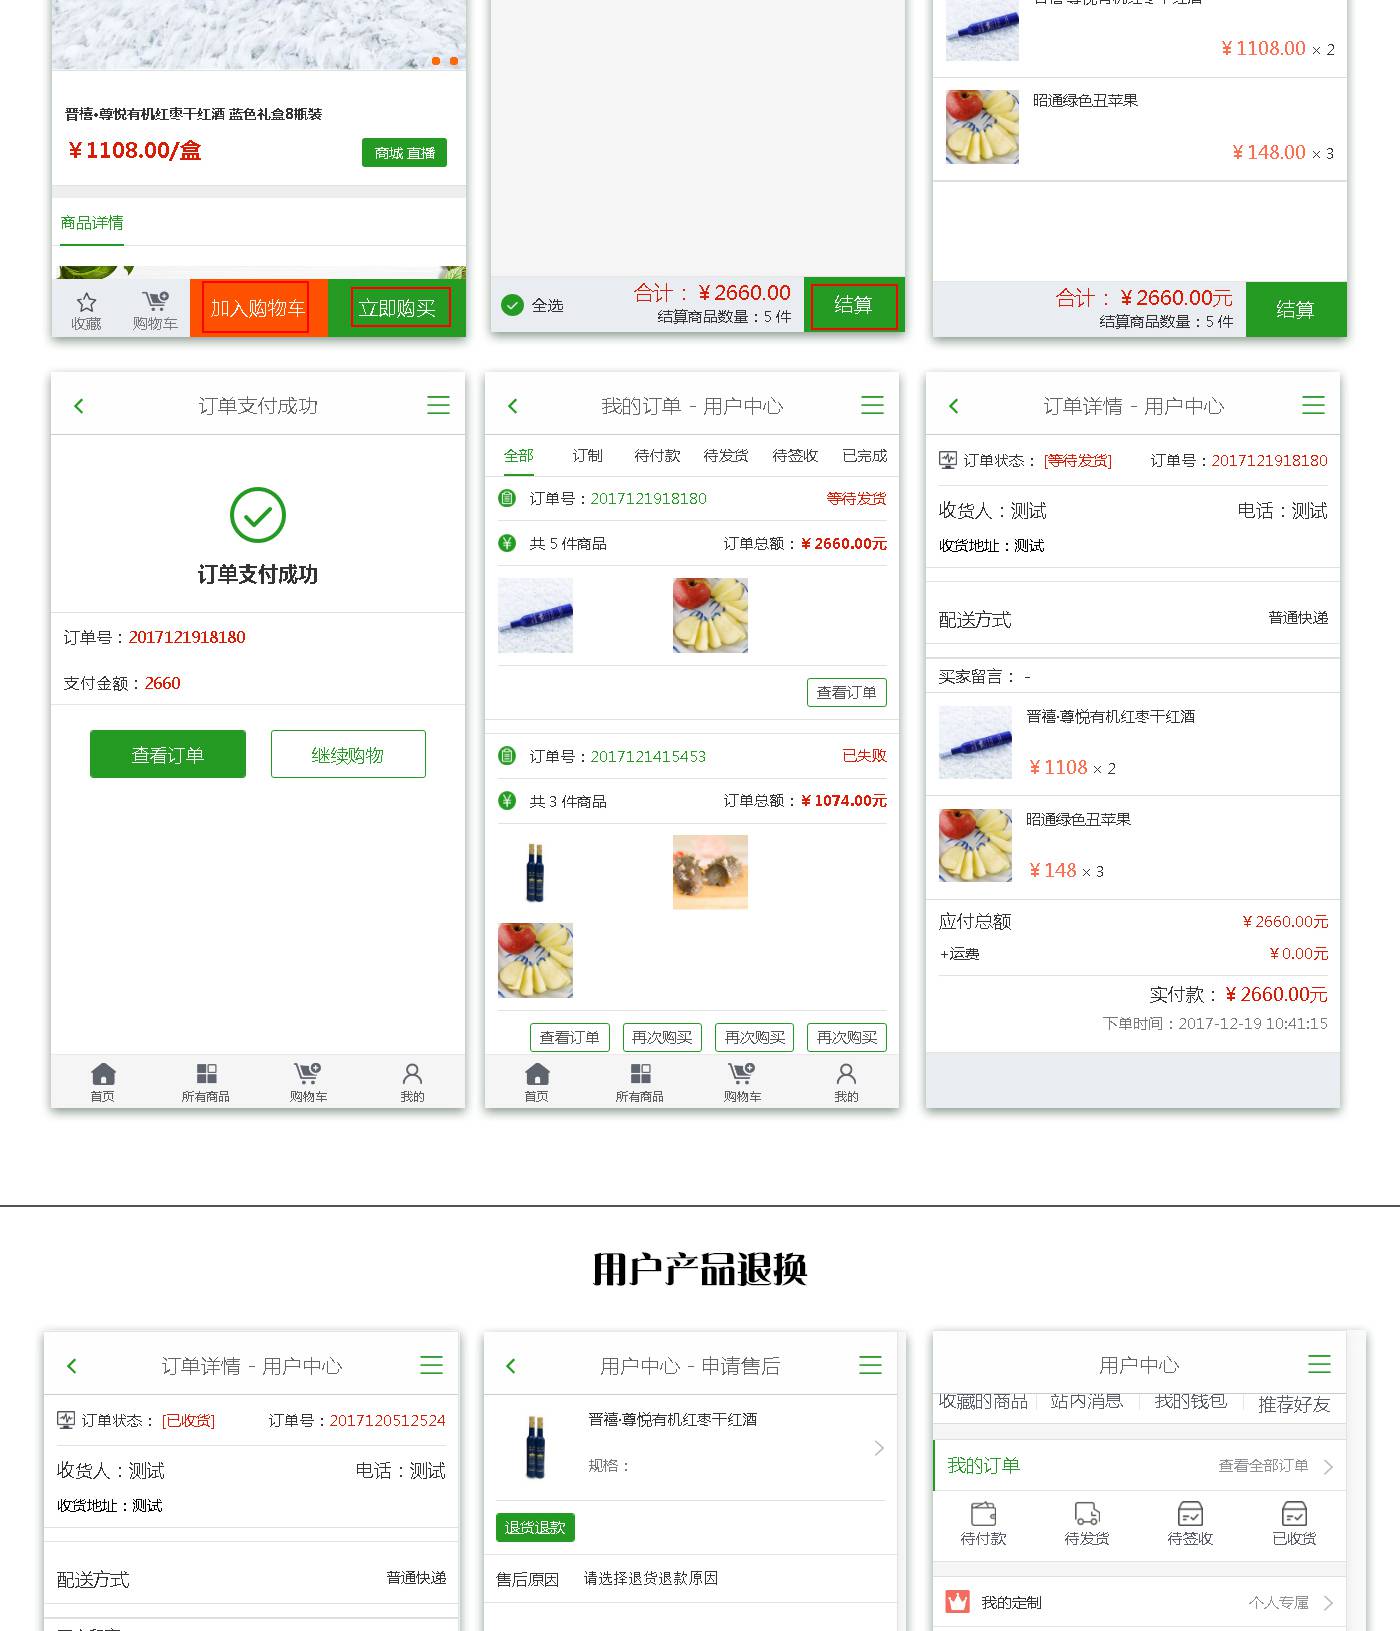 晋禧·尊悦有机红枣干红酒 蓝色礼盒8瓶装
¥1108.00/盒
商城 直播
商品详情
收藏
购物车
加入购物车
立即购买
全选
合计：¥2660.00
结算商品数量：5 件
结算
¥1108.00 × 2
昭通绿色丑苹果
¥148.00 × 3
合计：¥2660.00元
结算商品数量：5 件
结算
订单支付成功
订单支付成功
订单号：2017121918180
支付金额：2660
查看订单
继续购物
首页
所有商品
购物车
我的
我的订单 - 用户中心
全部
订制
待付款
待发货
待签收
已完成
订单号：2017121918180
等待发货
共 5 件商品
订单总额：¥2660.00元
查看订单
订单号：2017121415453
已失败
共 3 件商品
订单总额：¥1074.00元
查看订单
再次购买
再次购买
再次购买
首页
所有商品
购物车
我的
订单详情 - 用户中心
订单状态： [等待发货]
订单号：2017121918180
收货人：测试
电话：测试
收货地址：测试
配送方式
普通快递
买家留言： -
晋禧·尊悦有机红枣干红酒
¥1108 × 2
昭通绿色丑苹果
¥148 × 3
应付总额
¥2660.00元
+运费
¥0.00元
实付款：¥2660.00元
下单时间：2017-12-19 10:41:15
用户产品退换
订单详情 - 用户中心
订单状态： [已收货]
订单号：2017120512524
收货人：测试
电话：测试
收货地址：测试
配送方式
普通快递
用户中心 - 申请售后
晋禧·尊悦有机红枣干红酒
规格：
退货退款
售后原因
请选择退货退款原因
用户中心
收藏的商品
站内消息
我的钱包
推荐好友
我的订单
查看全部订单
待付款
待发货
待签收
已收货
我的定制
个人专属